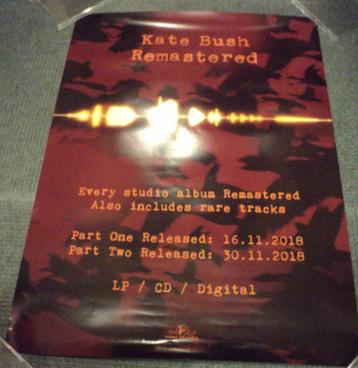 Kate Bush
Remastered
Every studio album Remastered
Also includes rare tracks
Part One Released: 16.11.2018
Part Two Released: 30.11.2018
LP / CD / Digital